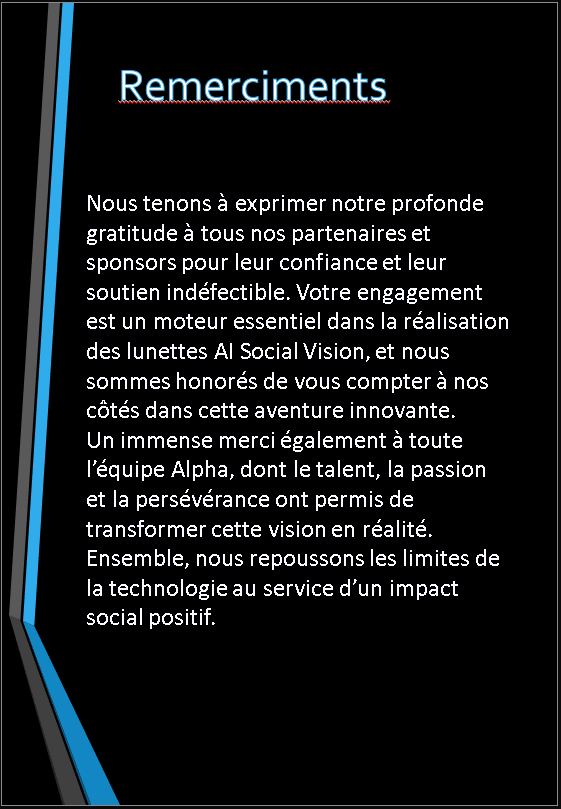 Remerciments
Nous tenons à exprimer notre profonde
gratitude à tous nos partenaires et
sponsors pour leur confiance et leur
soutien indéfectible. Votre engagement
est un moteur essentiel dans la réalisation
des lunettes AI Social Vision, et nous
sommes honorés de vous compter à nos
côtés dans cette aventure innovante.
Un immense merci également à toute
l’équipe Alpha, dont le talent, la passion
et la persévérance ont permis de
transformer cette vision en réalité.
Ensemble, nous repoussons les limites de
la technologie au service d’un impact
social positif.